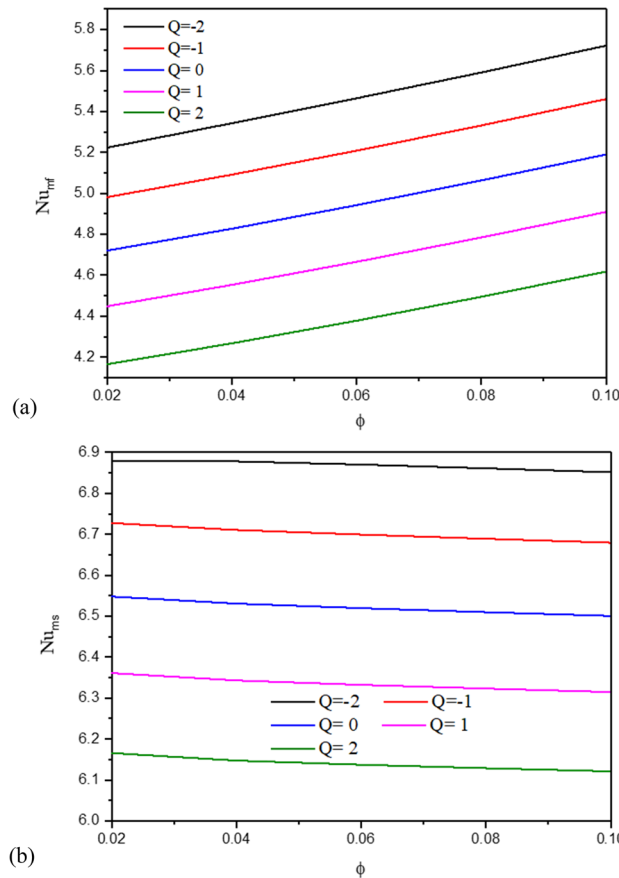 5.8
5.6
5.4
5.2
5.0
4.8
4.6
4.4
4.2
Nu_mf
Q=-2
Q=-1
Q= 0
Q= 1
Q= 2
0.02 0.04 0.06 0.08 0.10
ϕ
(a)
6.9
6.8
6.7
6.6
6.5
6.4
6.3
6.2
6.1
6.0
Nu_ms
Q=-2 Q=-1
Q= 0 Q= 1
Q= 2
0.02 0.04 0.06 0.08 0.10
ϕ
(b)